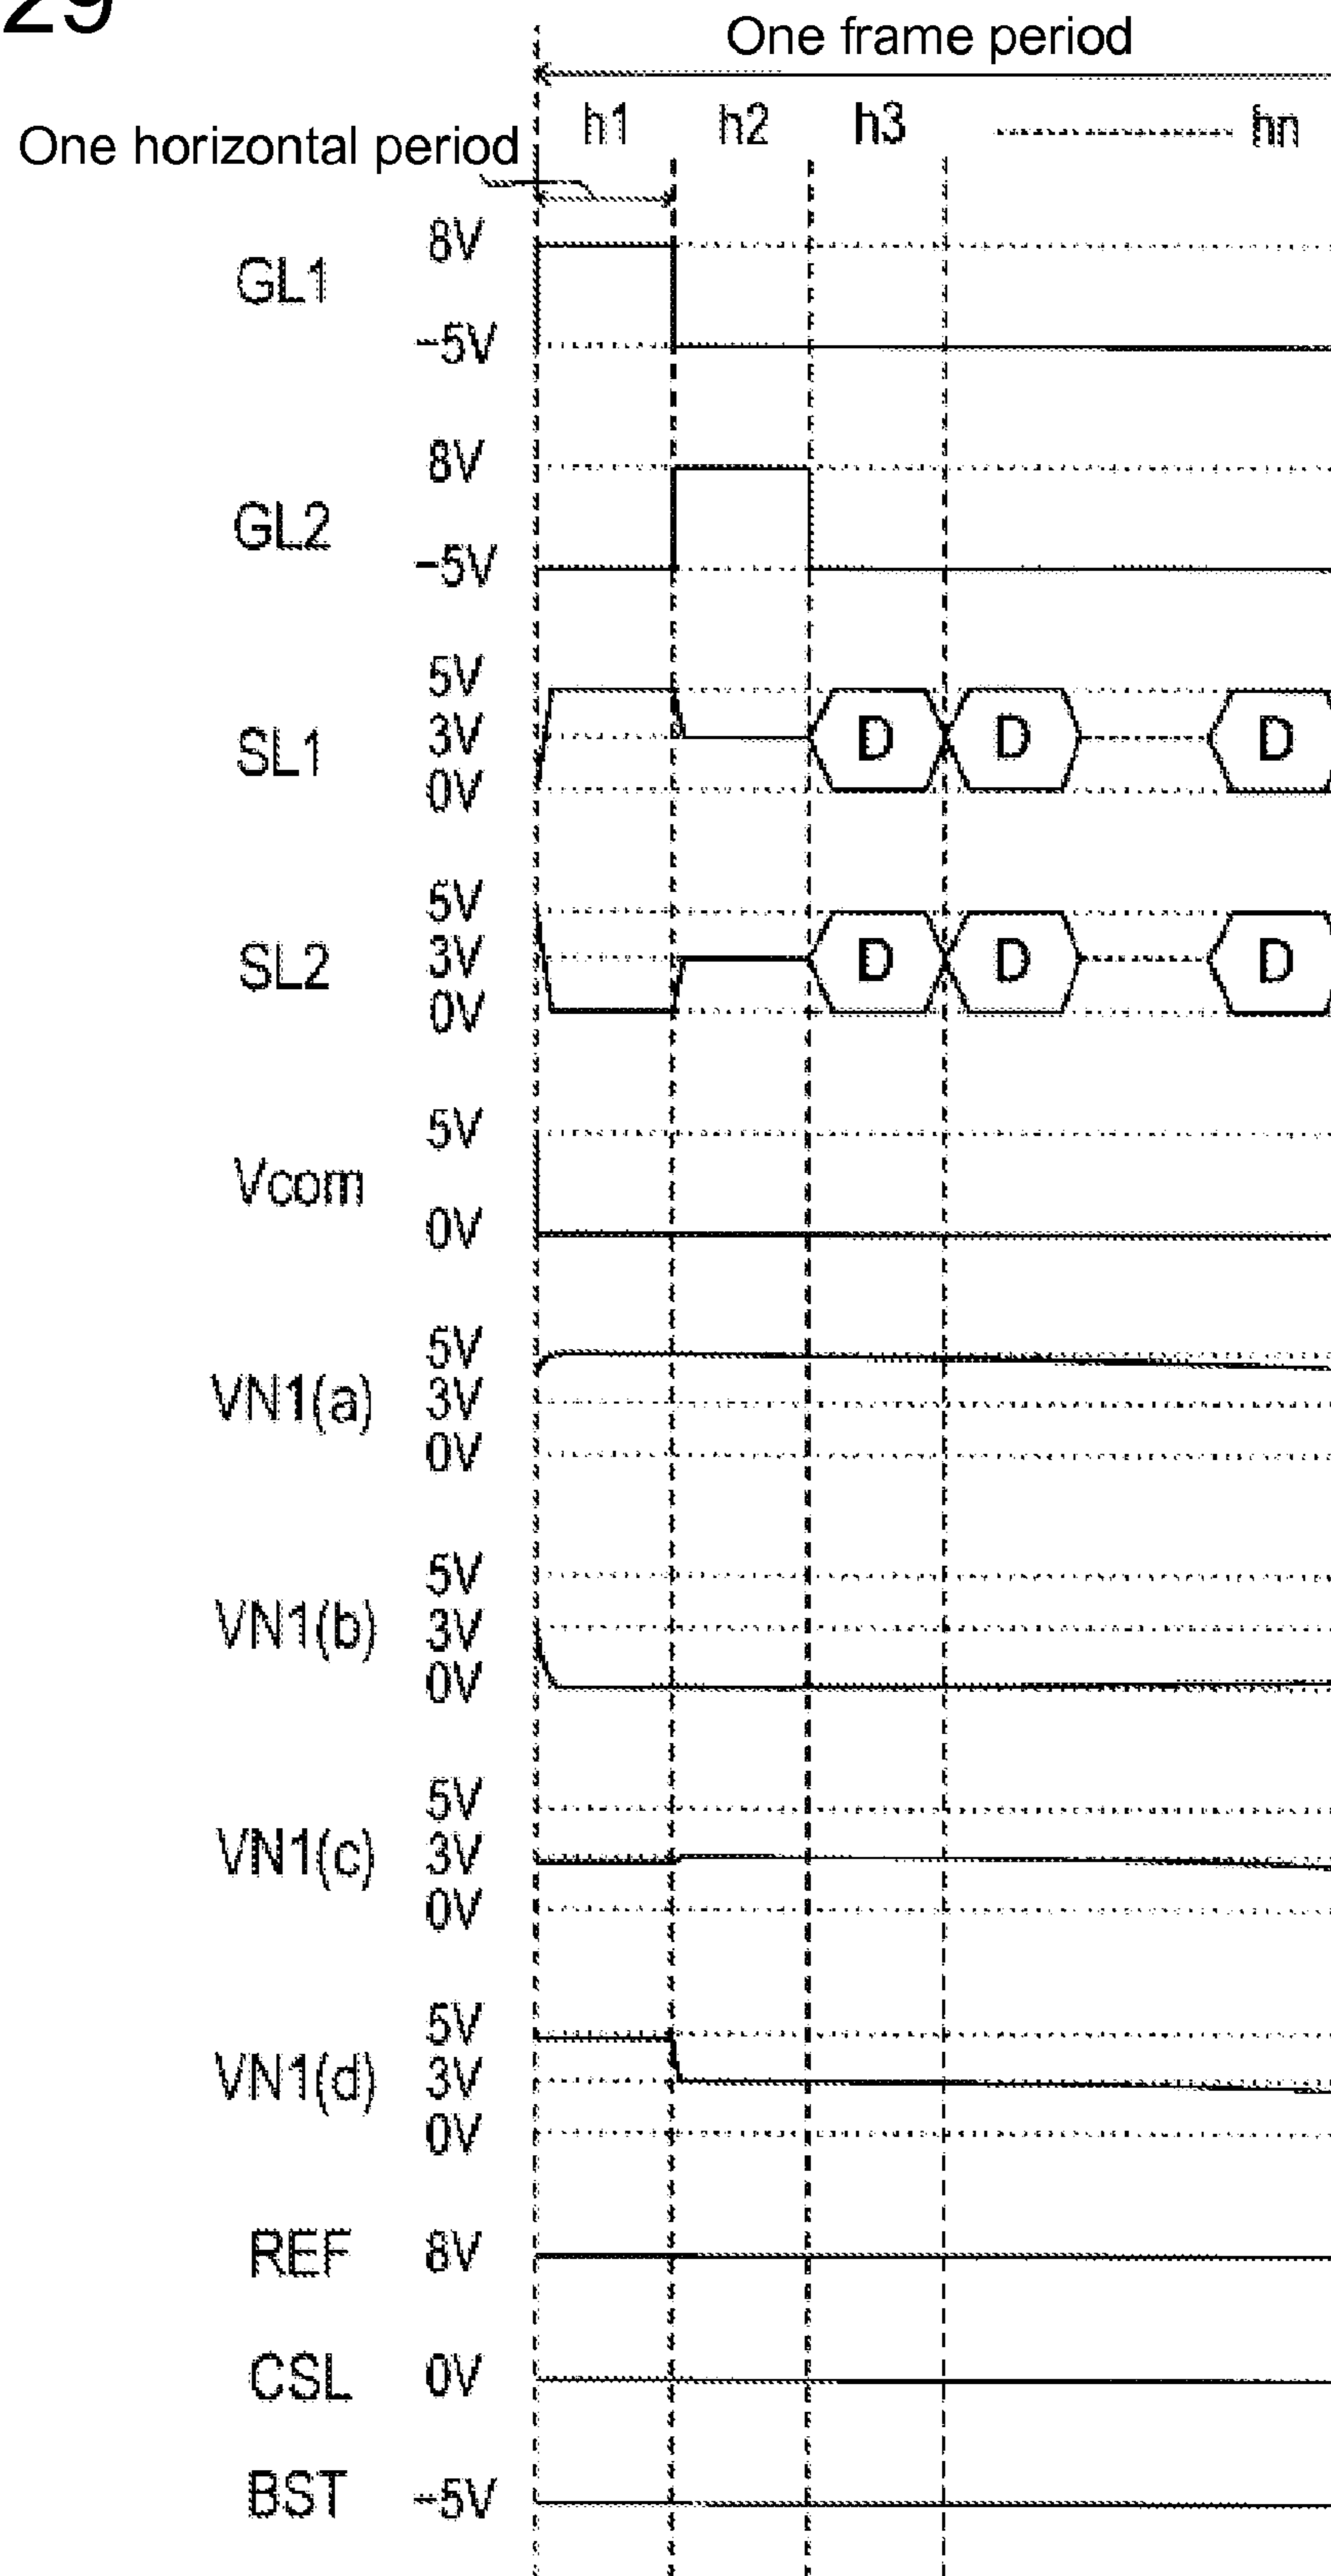 29
One frame period
h1 h2 h3 hn
One horizontal period
8V
GL1
-5V
8V
GL2
-5V
5V
SL1 3V D D D
0V
5V
SL2 3V D D D
0V
5V
Vcom
0V
5V
VN1(a) 3V
0V
5V
VN1(b) 3V
0V
5V
VN1(c) 3V
0V
5V
VN1(d) 3V
0V
REF 8V
CSL 0V
BST -5V